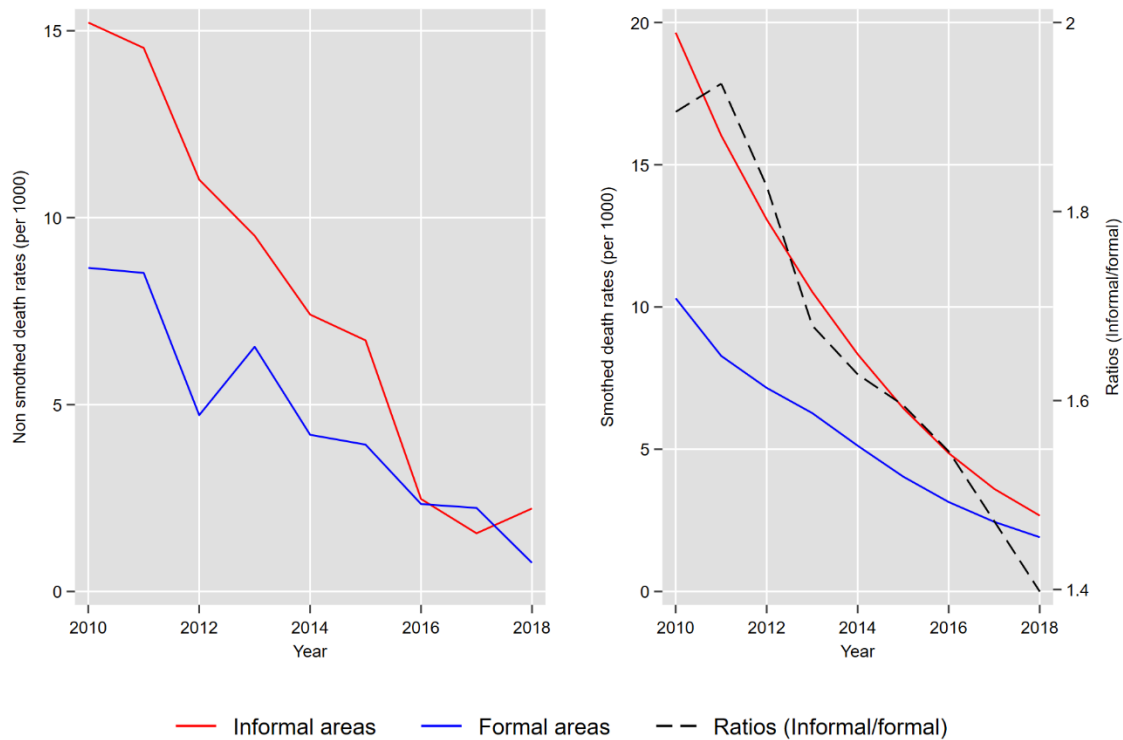 Non smothed death rates (per 1000)
15
10
5
0
2010 2012 2014 2016 2018
Year
Smothed death rates (per 1000)
20
15
10
5
0
2010 2012 2014 2016 2018
Year
2
1.8
1.6
1.4
Ratios (Informal/formal)
Informal areas Formal areas Ratios (Informal/formal)